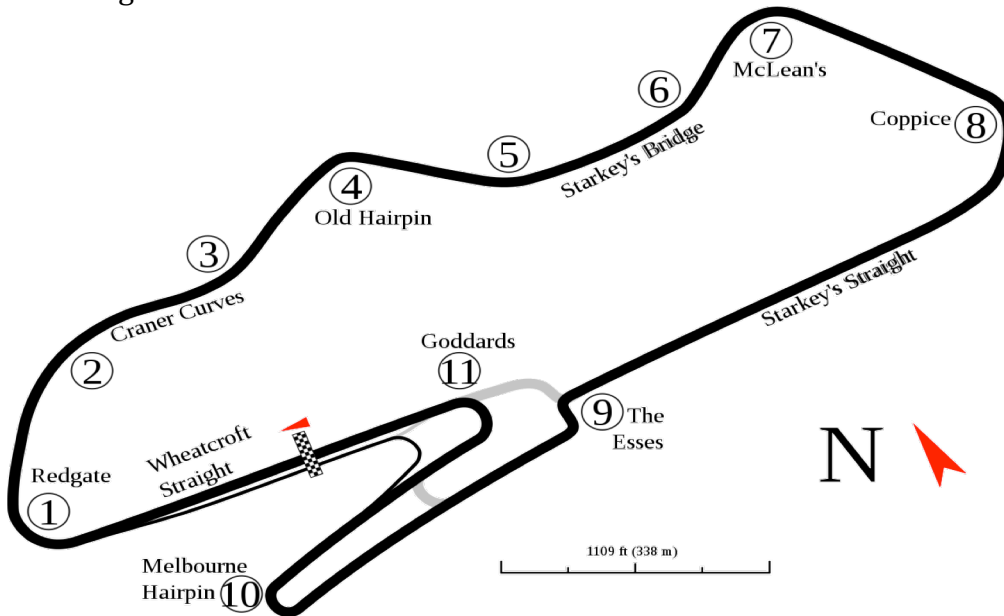 7
McLean's
6
Coppice
8
5
Starkey's Bridge
4
Old Hairpin
3
Craner Curves
Starkey's Straight
2
Goddards
11
9
The
Esses
Wheatcroft
Straight
N
Redgate
1
1109 ft (338 m)
Melbourne
Hairpin
10